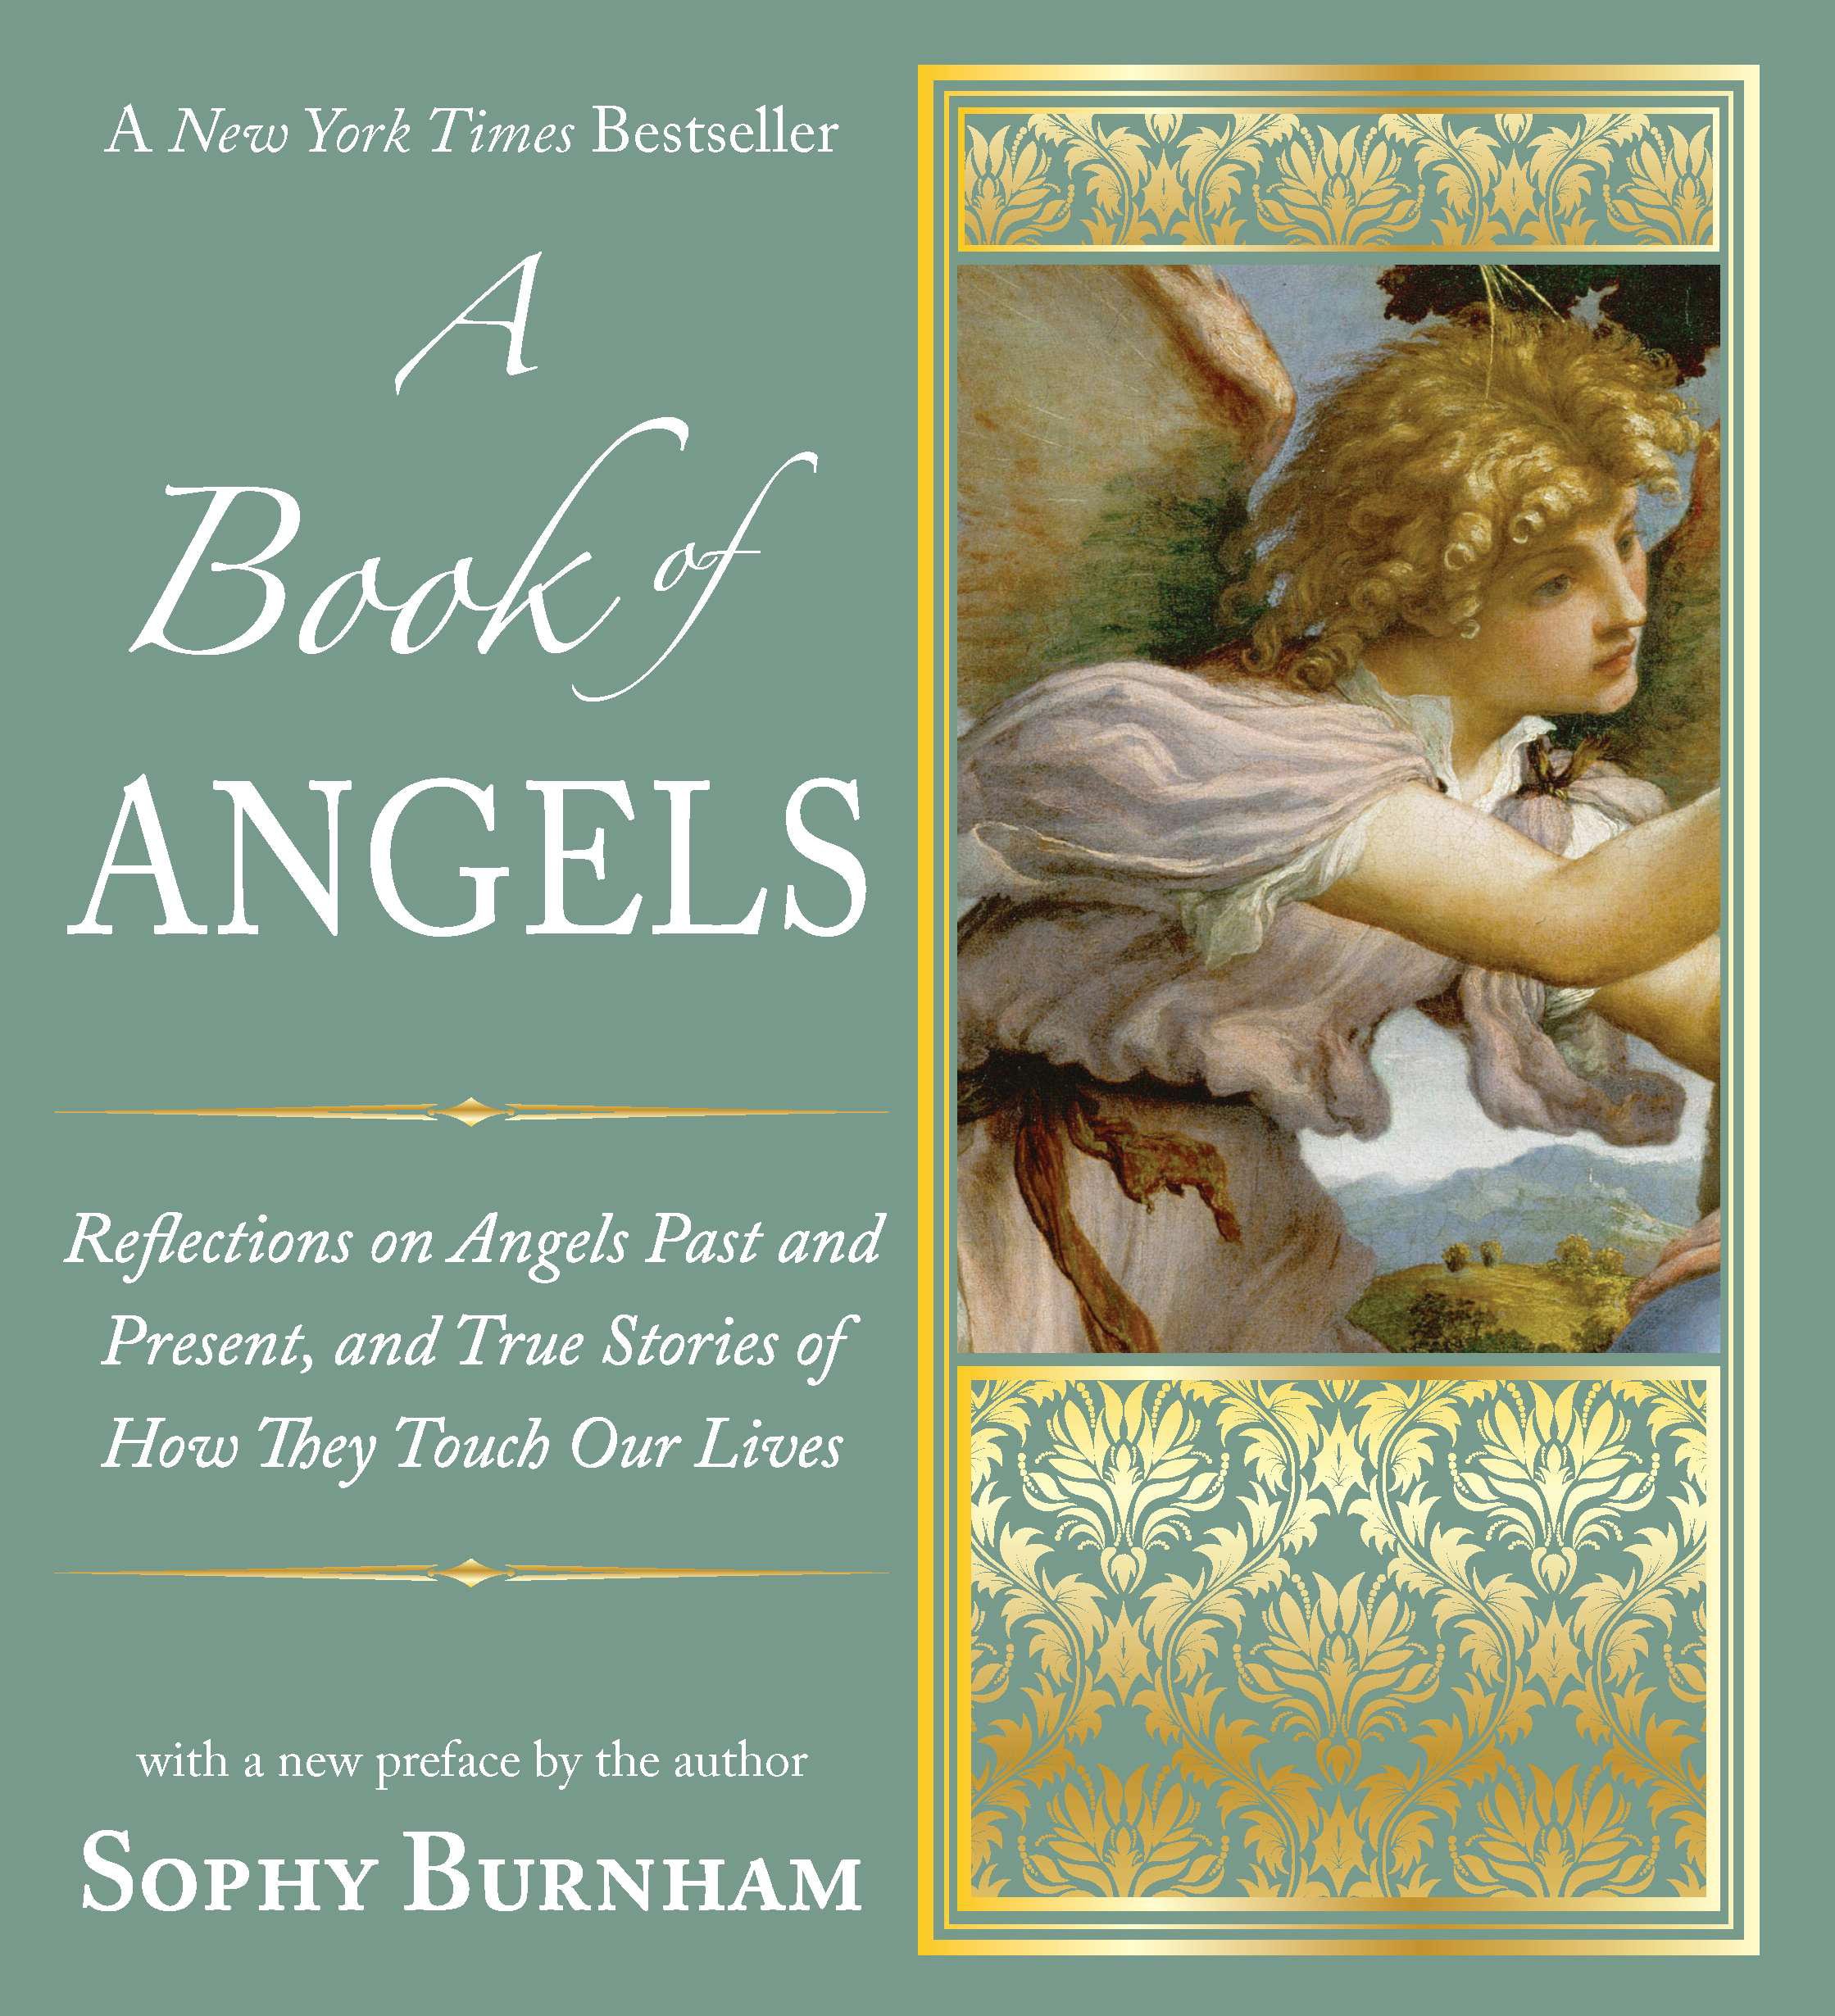 A New York Times Bestseller
A
Book of
ANGELS
Reflections on Angels Past and
Present, and True Stories of
How They Touch Our Lives
with a new preface by the author
SOPHY BURNHAM